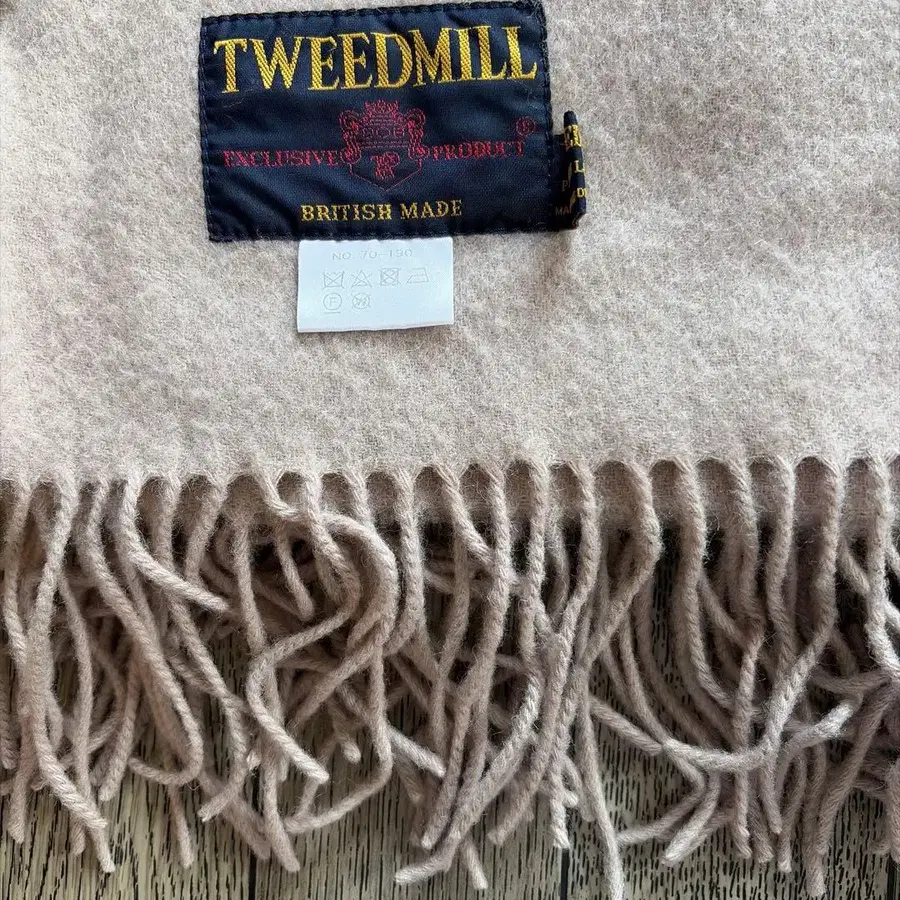 TWEEDMILL
EXCLUSIVE PRODUCT ®
BRITISH MADE
NO. 70-190
F W